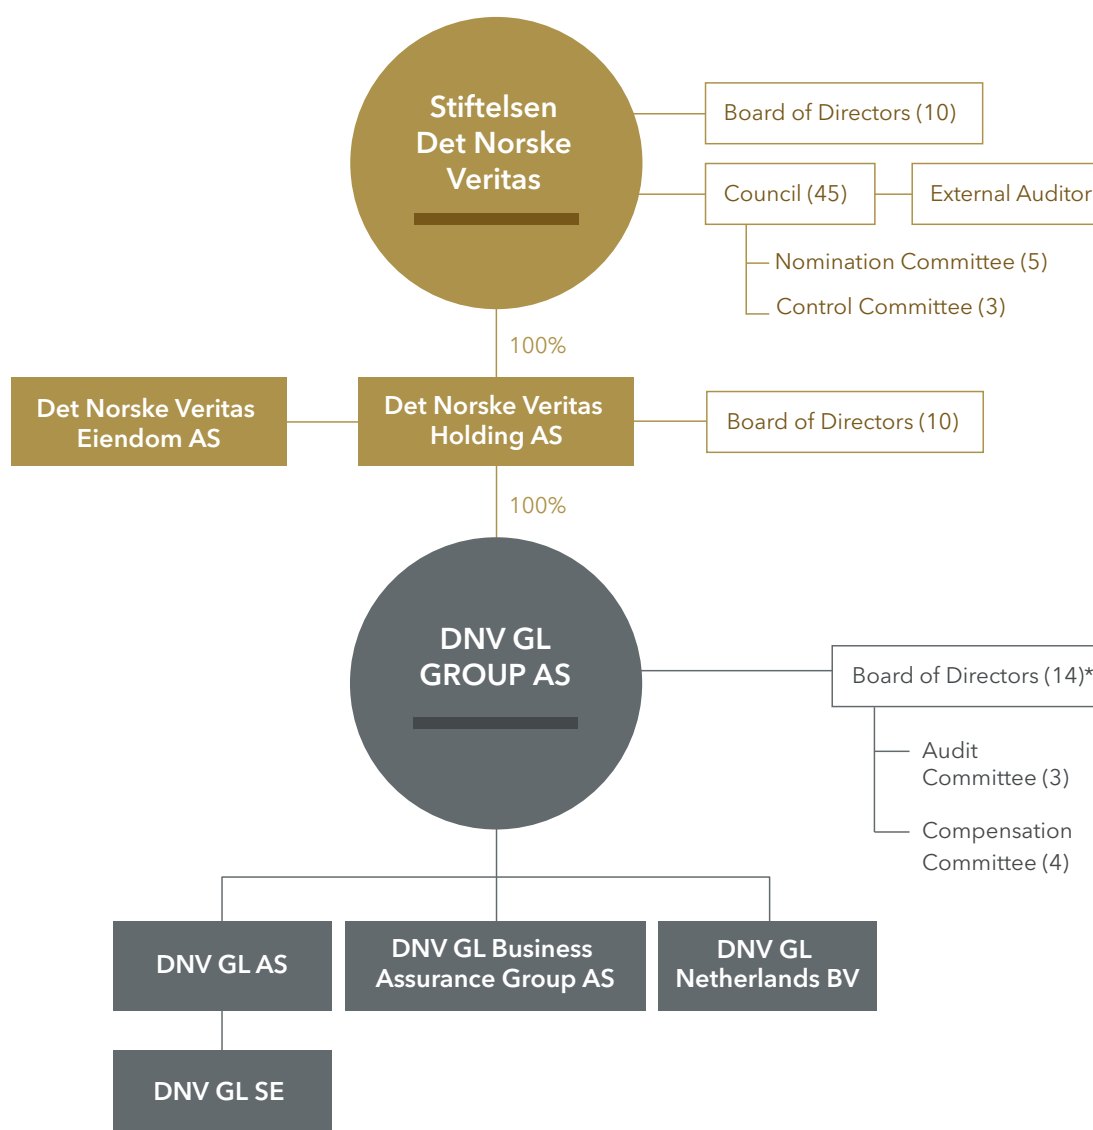 Stiftelsen
Det Norske
Veritas
Board of Directors (10)
Council (45)
External Auditor
Nomination Committee (5)
Control Committee (3)
100%
Det Norske Veritas
Eiendom AS
Det Norske Veritas
Holding AS
Board of Directors (10)
100%
DNV GL
GROUP AS
Board of Directors (14)*
Audit
Committee (3)
Compensation
Committee (4)
DNV GL AS
DNV GL Business
Assurance Group AS
DNV GL
Netherlands BV
DNV GL SE